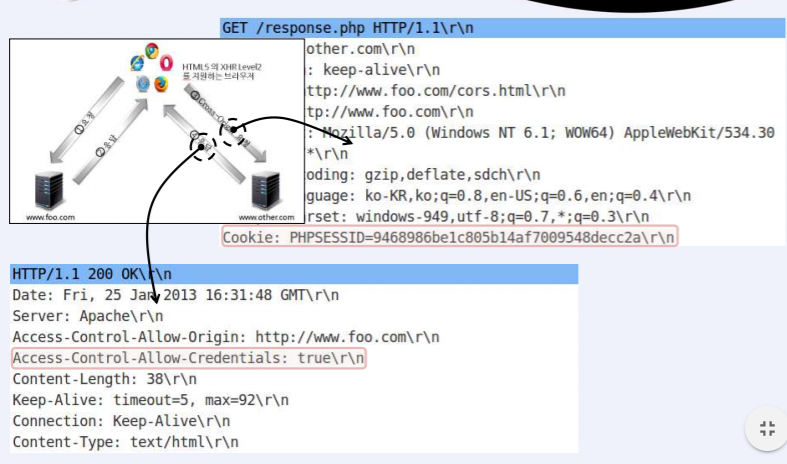 GET /response.php HTTP/1.1\r\n
other.com\r\n
: keep-alive\r\n
ttp://www.foo.com/cors.html\r\n
tp://www.foo.com\r\n
: Mozilla/5.0 (Windows NT 6.1; WOW64) AppleWebKit/534.30
*\r\n
oding: gzip,deflate,sdch\r\n
guage: ko-KR,ko;q=0.8,en-US;q=0.6,en;q=0.4\r\n
rset: windows-949,utf-8;q=0.7,*;q=0.3\r\n
Cookie: PHPSESSID=9468986be1c805b14af7009548decc2a\r\n
HTML5 의 XHR Level2
를 지원하는 브라우저
①요청
②응답
③Cross-Origin 요청
www.foo.com
www.other.com
HTTP/1.1 200 OK\r\n
Date: Fri, 25 Jan 2013 16:31:48 GMT\r\n
Server: Apache\r\n
Access-Control-Allow-Origin: http://www.foo.com\r\n
Access-Control-Allow-Credentials: true\r\n
Content-Length: 38\r\n
Keep-Alive: timeout=5, max=92\r\n
Connection: Keep-Alive\r\n
Content-Type: text/html\r\n